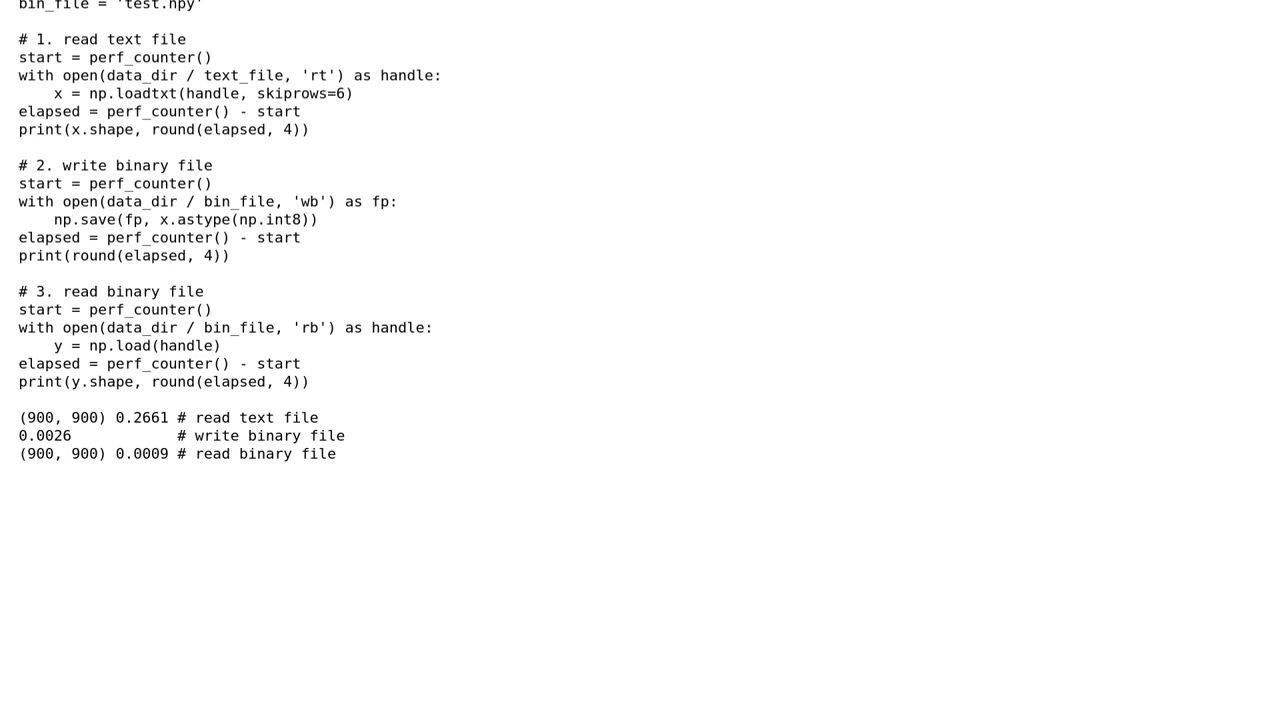 bin_file = 'test.npy'
# 1. read text file
start = perf_counter()
with open(data_dir / text_file, 'rt') as handle:
    x = np.loadtxt(handle, skiprows=6)
elapsed = perf_counter() - start
print(x.shape, round(elapsed, 4))
# 2. write binary file
start = perf_counter()
with open(data_dir / bin_file, 'wb') as fp:
    np.save(fp, x.astype(np.int8))
elapsed = perf_counter() - start
print(round(elapsed, 4))
# 3. read binary file
start = perf_counter()
with open(data_dir / bin_file, 'rb') as handle:
    y = np.load(handle)
elapsed = perf_counter() - start
print(y.shape, round(elapsed, 4))
(900, 900) 0.2661 # read text file
0.0026            # write binary file
(900, 900) 0.0009 # read binary file